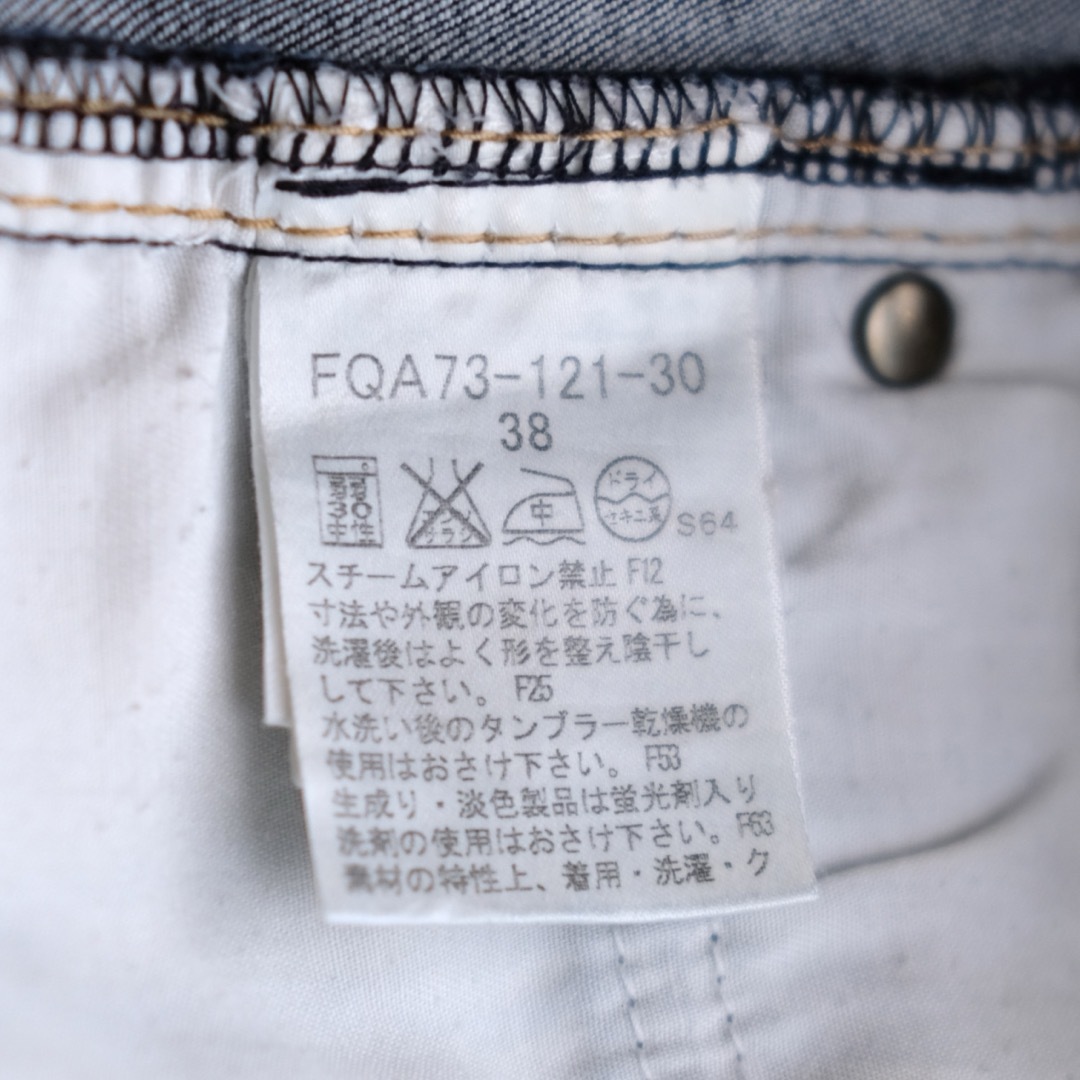 FQA73-121-30
38
中性
中
ドライ
セキユ系
S64
スチームアイロン禁止 F12
寸法や外観の変化を防ぐ為に、
洗濯後はよく形を整え陰干し
して下さい。 F25
水洗い後のタンブラー乾燥機の
使用はおさけ下さい。 F53
生成り・淡色製品は蛍光剤入り
洗剤の使用はおさけ下さい。 F63
素材の特性上、着用・洗濯・ク